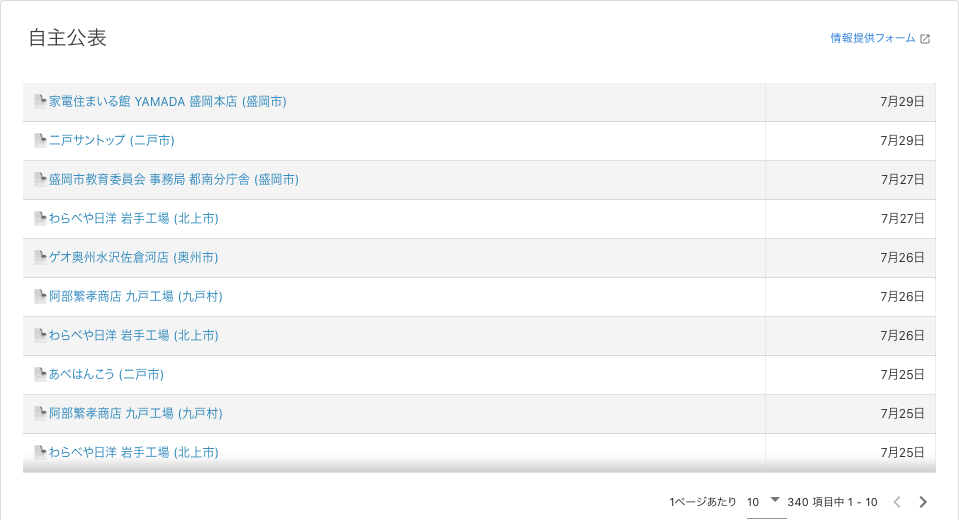 自主公表
情報提供フォーム
家電住まいる館 YAMADA 盛岡本店 (盛岡市) 7月29日
二戸サントップ (二戸市) 7月29日
盛岡市教育委員会 事務局 都南分庁舎 (盛岡市) 7月27日
わらべや日洋 岩手工場 (北上市) 7月27日
ゲオ奥州水沢佐倉河店 (奥州市) 7月26日
阿部繁孝商店 九戸工場 (九戸村) 7月26日
わらべや日洋 岩手工場 (北上市) 7月26日
あべはんこう (二戸市) 7月25日
阿部繁孝商店 九戸工場 (九戸村) 7月25日
わらべや日洋 岩手工場 (北上市) 7月25日
1ページあたり 10 340 項目中 1 - 10